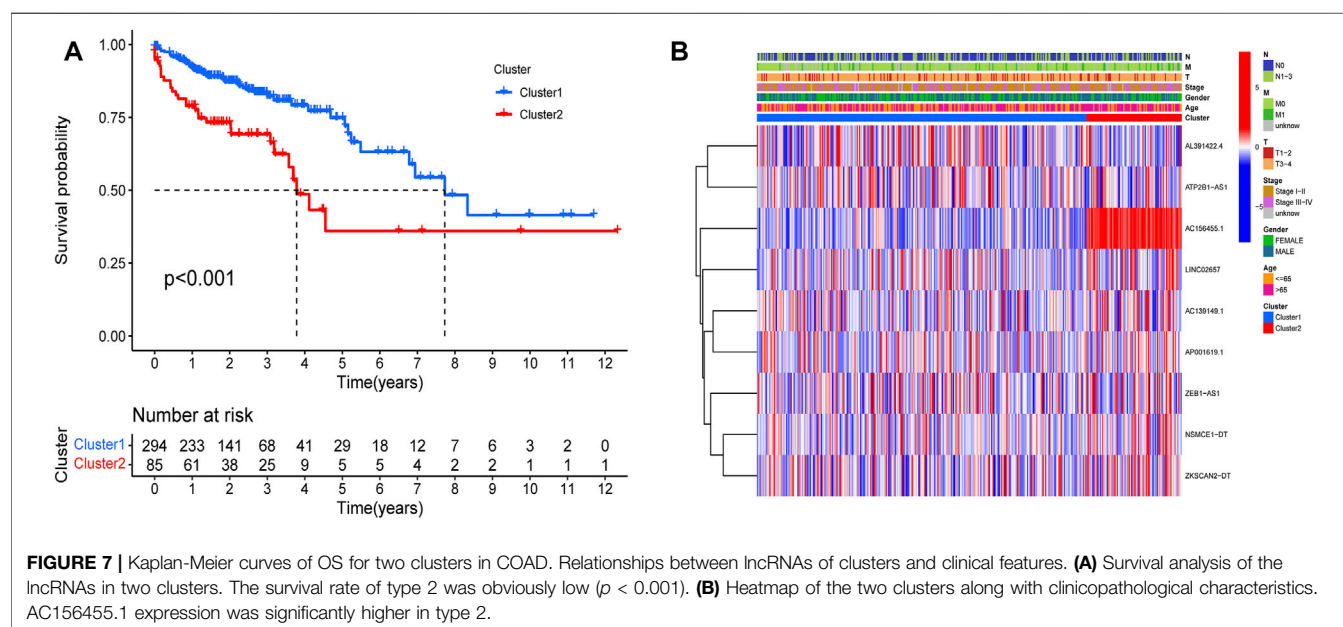 A
Cluster
Cluster1
Cluster2
Survival probability
1.00
0.75
0.50
0.25
0.00
p<0.001
0 1 2 3 4 5 6 7 8 9 10 11 12
Time(years)
Number at risk
Cluster
Cluster1 294 233 141 68 41 29 18 12 7 6 3 2 0
Cluster2 85 61 38 25 9 5 5 4 2 2 1 1 1
0 1 2 3 4 5 6 7 8 9 10 11 12
Time(years)
B
N
M
T
Stage
Gender
Age
Cluster
AL391422.4
ATP2B1-AS1
AC156455.1
LINC02657
AC139149.1
AP001619.1
ZEB1-AS1
NSMCE1-DT
ZKSCAN2-DT
5
0
-5
N
N0
N1-3
M
M0
M1
unknow
T
T1-2
T3-4
Stage
Stage I-II
Stage III-IV
unknow
Gender
FEMALE
MALE
Age
<=65
>65
Cluster
Cluster1
Cluster2
FIGURE 7 | Kaplan-Meier curves of OS for two clusters in COAD. Relationships between lncRNAs of clusters and clinical features. (A) Survival analysis of the
lncRNAs in two clusters. The survival rate of type 2 was obviously low (p < 0.001). (B) Heatmap of the two clusters along with clinicopathological characteristics.
AC156455.1 expression was significantly higher in type 2.